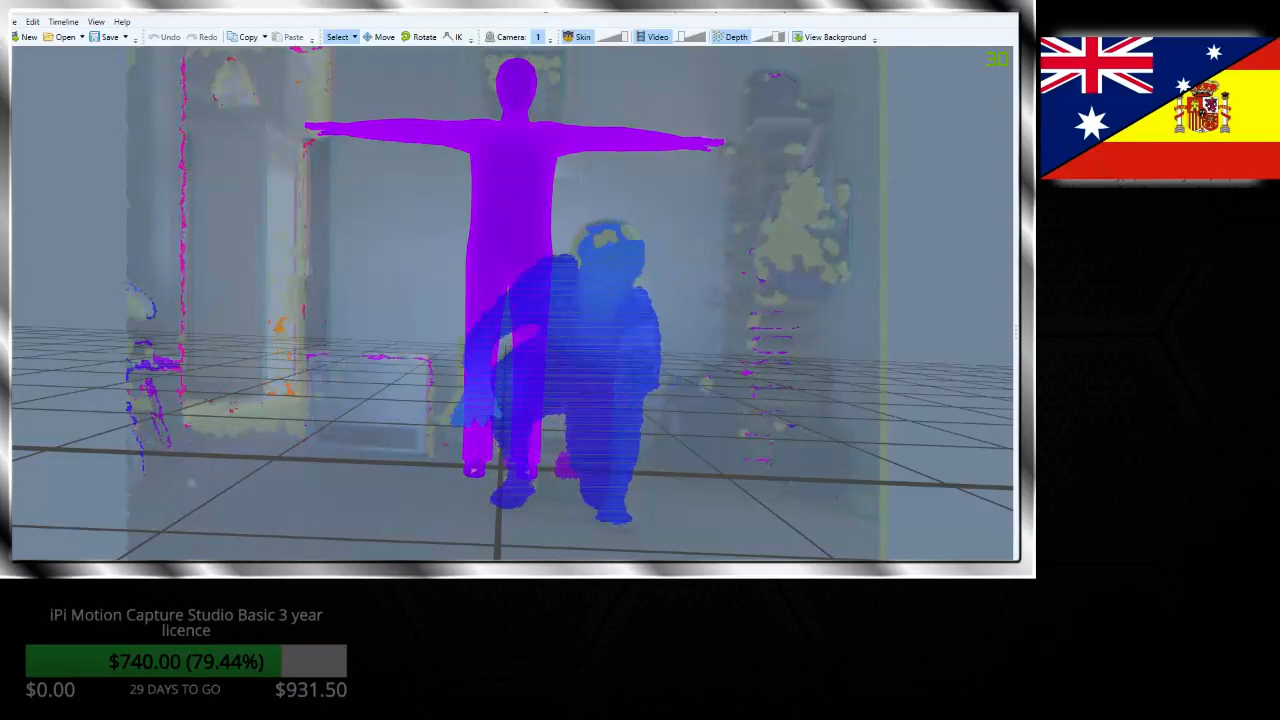 e Edit Timeline View Help
New Open Save Undo Redo Copy Paste Select Move Rotate IK Camera: 1 Skin Video Depth View Background
30
iPi Motion Capture Studio Basic 3 year
licence
$740.00 (79.44%)
$0.00 29 DAYS TO GO $931.50